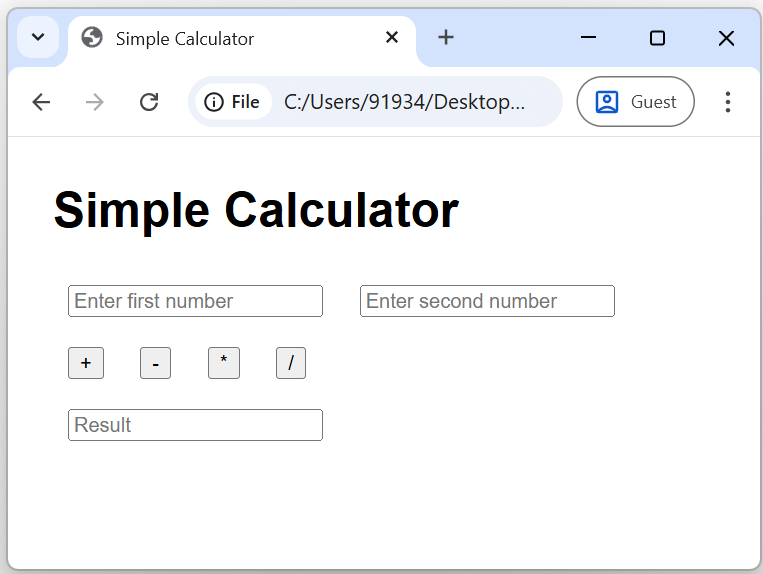 Simple Calculator
File C:/Users/91934/Desktop... Guest
Simple Calculator
Enter first number Enter second number
+ - * /
Result